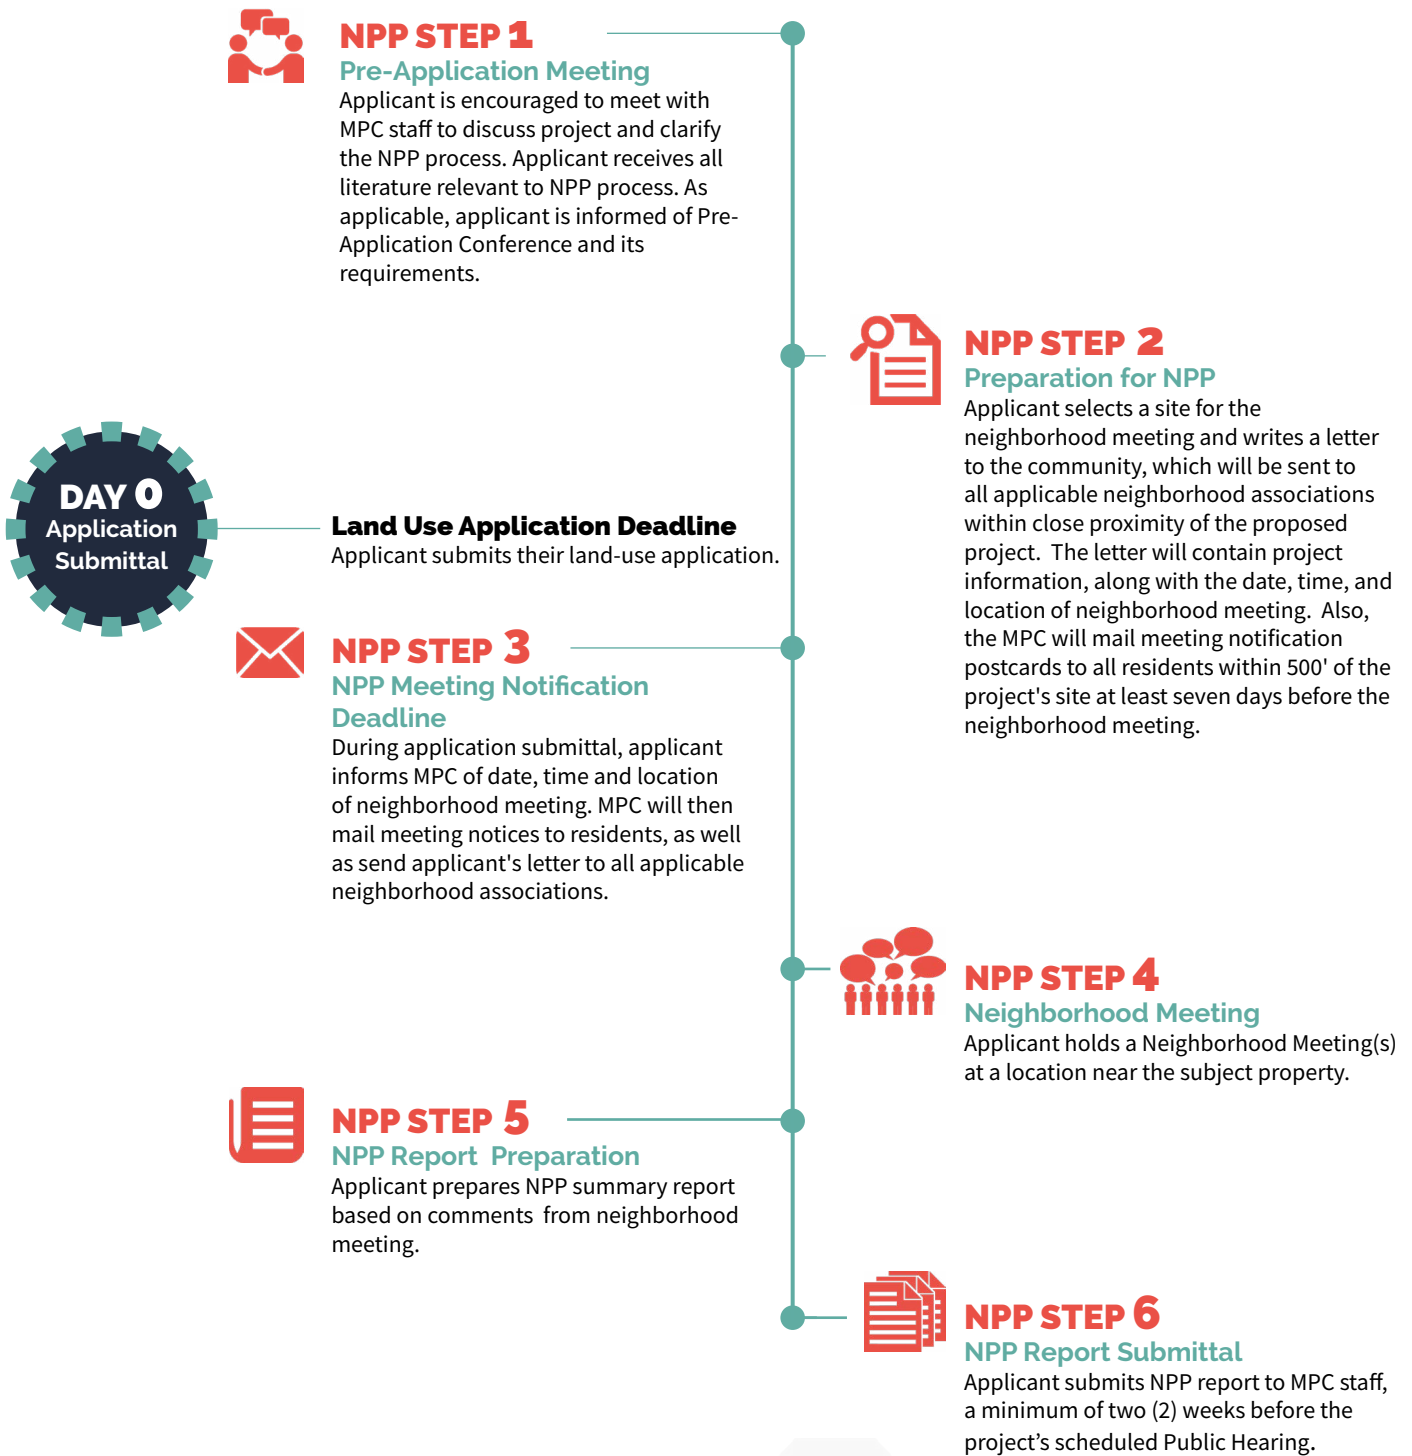 NPP STEP 1
Pre-Application Meeting
Applicant is encouraged to meet with
MPC staff to discuss project and clarify
the NPP process. Applicant receives all
literature relevant to NPP process. As
applicable, applicant is informed of Pre-
Application Conference and its
requirements.
NPP STEP 2
Preparation for NPP
Applicant selects a site for the
neighborhood meeting and writes a letter
to the community, which will be sent to
all applicable neighborhood associations
within close proximity of the proposed
project.  The letter will contain project
information, along with the date, time, and
location of neighborhood meeting.  Also,
the MPC will mail meeting notification
postcards to all residents within 500' of the
project's site at least seven days before the
neighborhood meeting.
DAY 0
Application
Submittal
Land Use Application Deadline
Applicant submits their land-use application.
NPP STEP 3
NPP Meeting Notification
Deadline
During application submittal, applicant
informs MPC of date, time and location
of neighborhood meeting. MPC will then
mail meeting notices to residents, as well
as send applicant's letter to all applicable
neighborhood associations.
NPP STEP 4
Neighborhood Meeting
Applicant holds a Neighborhood Meeting(s)
at a location near the subject property.
NPP STEP 5
NPP Report  Preparation
Applicant prepares NPP summary report
based on comments  from neighborhood
meeting.
NPP STEP 6
NPP Report Submittal
Applicant submits NPP report to MPC staff,
a minimum of two (2) weeks before the
project’s scheduled Public Hearing.